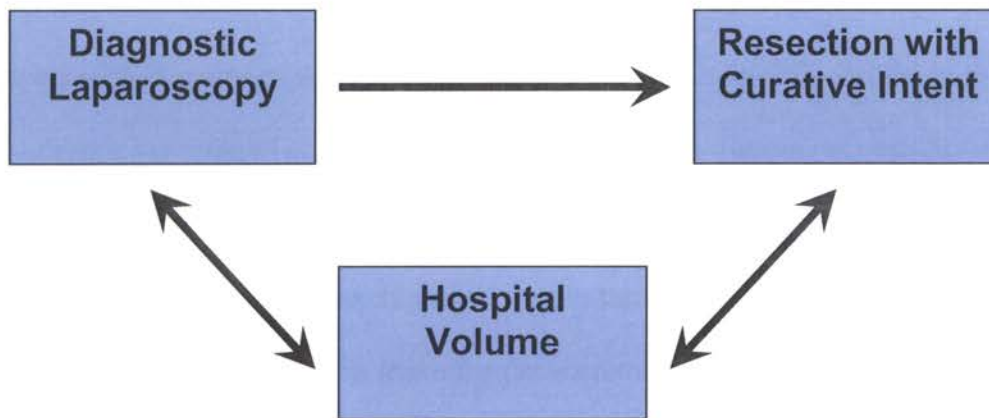 Diagnostic
Laparoscopy
Resection with
Curative Intent
Hospital
Volume